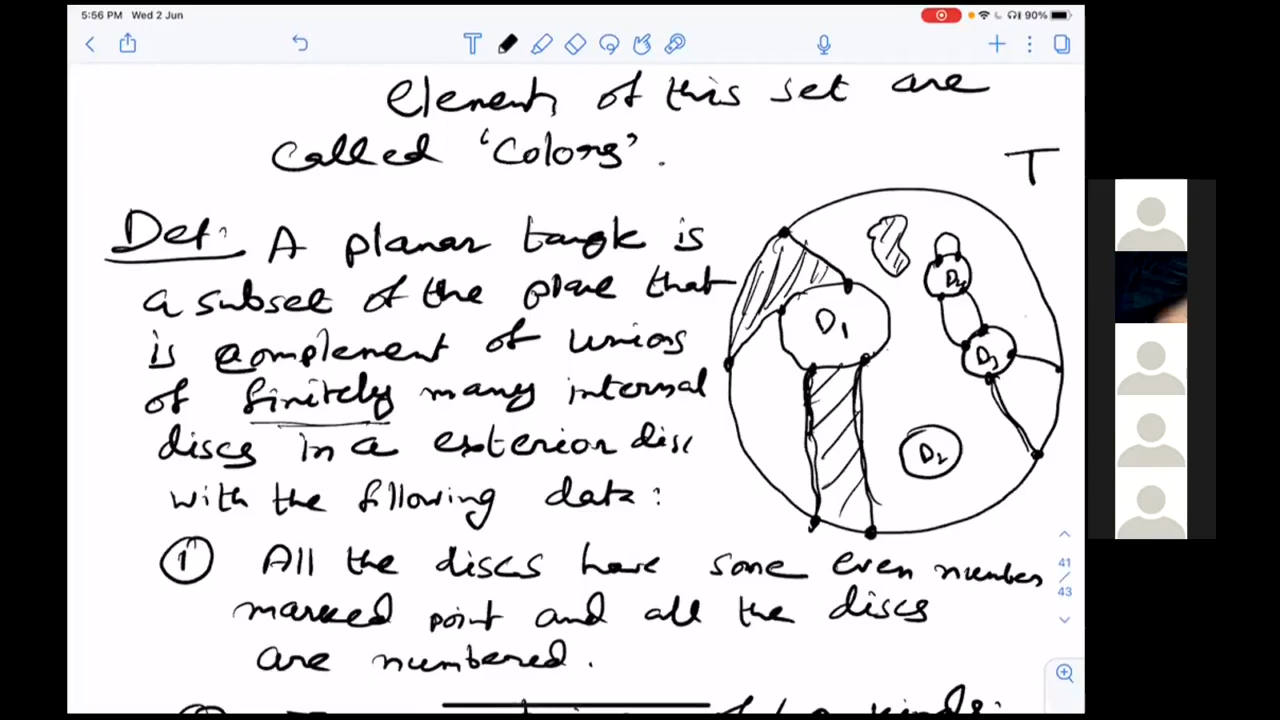 5:56 PM Wed 2 Jun
90%
Elements of this set are
called 'Colors'.
T
Def: A planar tangle is
a subset of the plane that
is complement of unions
of finitely many internal
discs in a exterior disc
with the following data:
① All the discs have some even number
marked point and all the discs
are numbered.
D1
D4
D3
D2
41
/
43